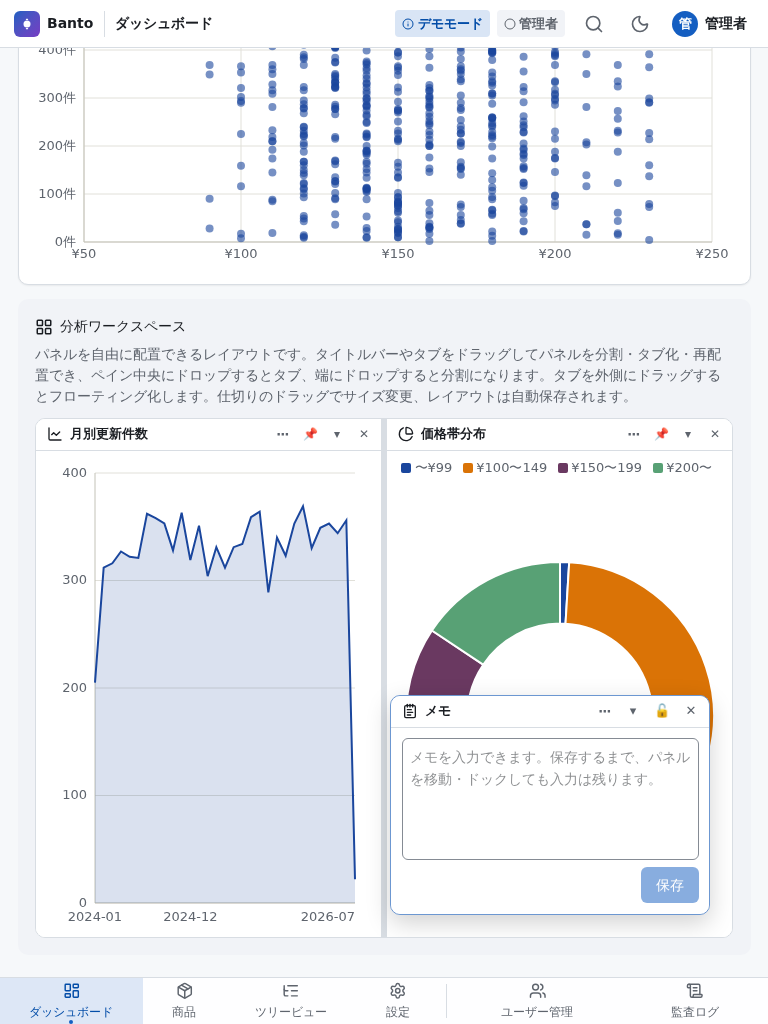 Banto
ダッシュボード
デモモード
管理者
管 管理者
400件
300件
200件
100件
0件
¥50 ¥100 ¥150 ¥200 ¥250
分析ワークスペース
パネルを自由に配置できるレイアウトです。タイトルバーやタブをドラッグしてパネルを分割・タブ化・再配
置でき、ペイン中央にドロップするとタブ、端にドロップすると分割になります。タブを外側にドラッグする
とフローティング化します。仕切りのドラッグでサイズ変更、レイアウトは自動保存されます。
月別更新件数
400
300
200
100
0
2024-01 2024-12 2026-07
価格帯分布
〜¥99 ¥100〜149 ¥150〜199 ¥200〜
メモ
メモを入力できます。保存するまで、パネル
を移動・ドックしても入力は残ります。
保存
ダッシュボード
商品
ツリービュー
設定
ユーザー管理
監査ログ